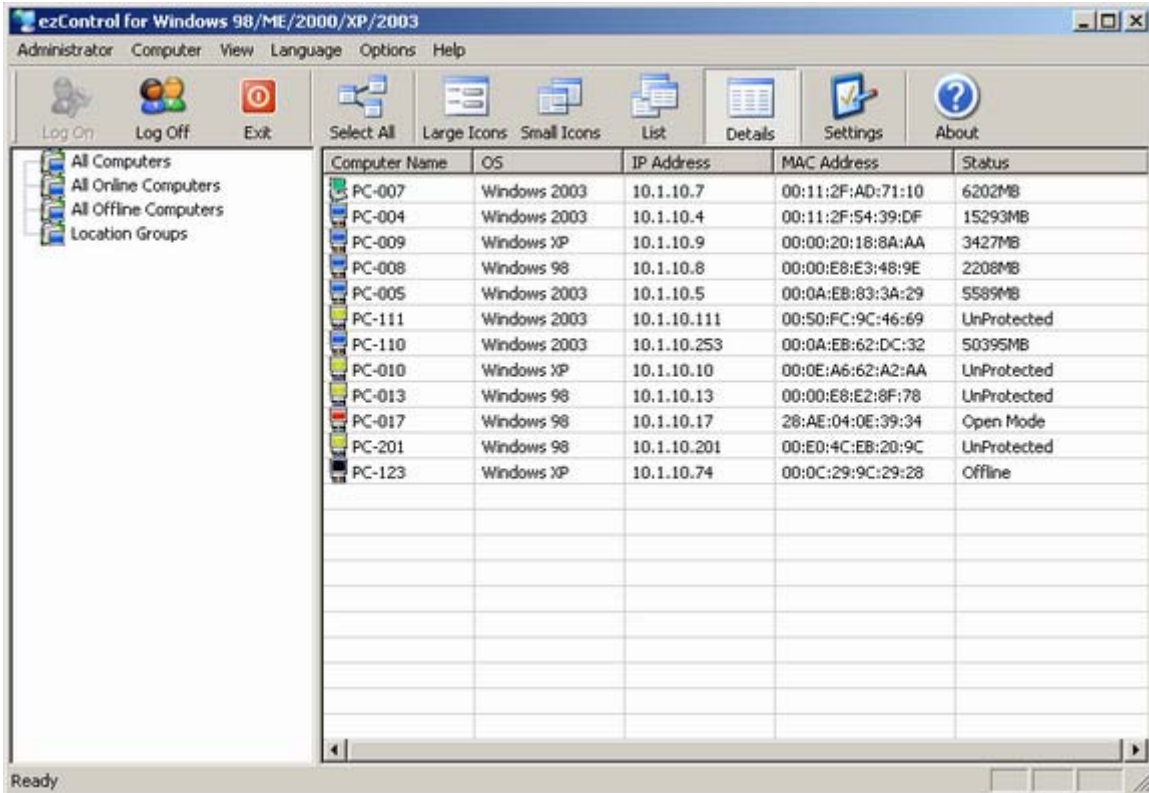 ezControl for Windows 98/ME/2000/XP/2003
Administrator Computer View Language Options Help
Log On Log Off Exit Select All Large Icons Small Icons List Details Settings About
All Computers
All Online Computers
All Offline Computers
Location Groups
Computer Name OS IP Address MAC Address Status
PC-007 Windows 2003 10.1.10.7 00:11:2F:AD:71:10 6202MB
PC-004 Windows 2003 10.1.10.4 00:11:2F:54:39:DF 15293MB
PC-009 Windows XP 10.1.10.9 00:00:20:18:8A:AA 3427MB
PC-008 Windows 98 10.1.10.8 00:00:E8:E3:48:9E 2208MB
PC-005 Windows 2003 10.1.10.5 00:0A:EB:83:3A:29 5589MB
PC-111 Windows 2003 10.1.10.111 00:50:FC:9C:46:69 UnProtected
PC-110 Windows 2003 10.1.10.253 00:0A:EB:62:DC:32 50395MB
PC-010 Windows XP 10.1.10.10 00:0E:A6:62:A2:AA UnProtected
PC-013 Windows 98 10.1.10.13 00:00:E8:E2:8F:78 UnProtected
PC-017 Windows 98 10.1.10.17 28:AE:04:0E:39:34 Open Mode
PC-201 Windows 98 10.1.10.201 00:E0:4C:EB:20:9C UnProtected
PC-123 Windows XP 10.1.10.74 00:0C:29:9C:29:28 Offline
Ready